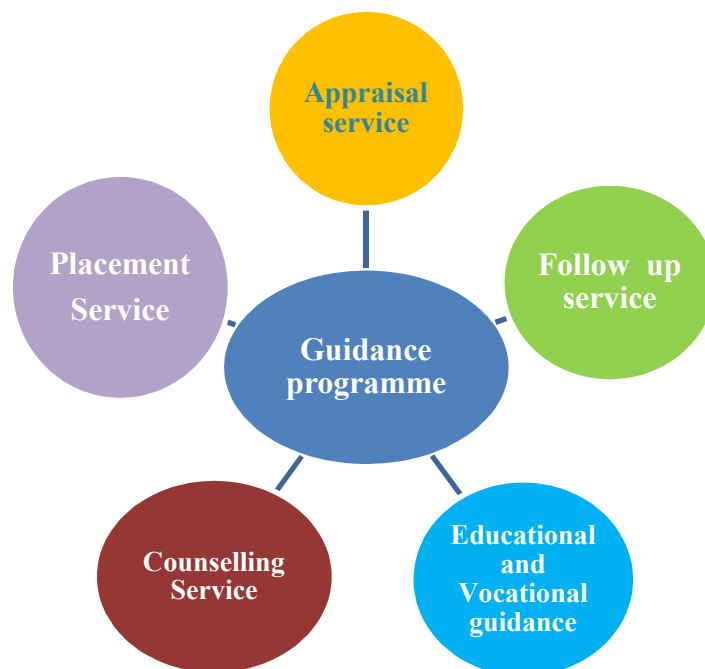 Appraisal
service
Placement
Service
Follow up
service
Guidance
programme
Counselling
Service
Educational
and
Vocational
guidance